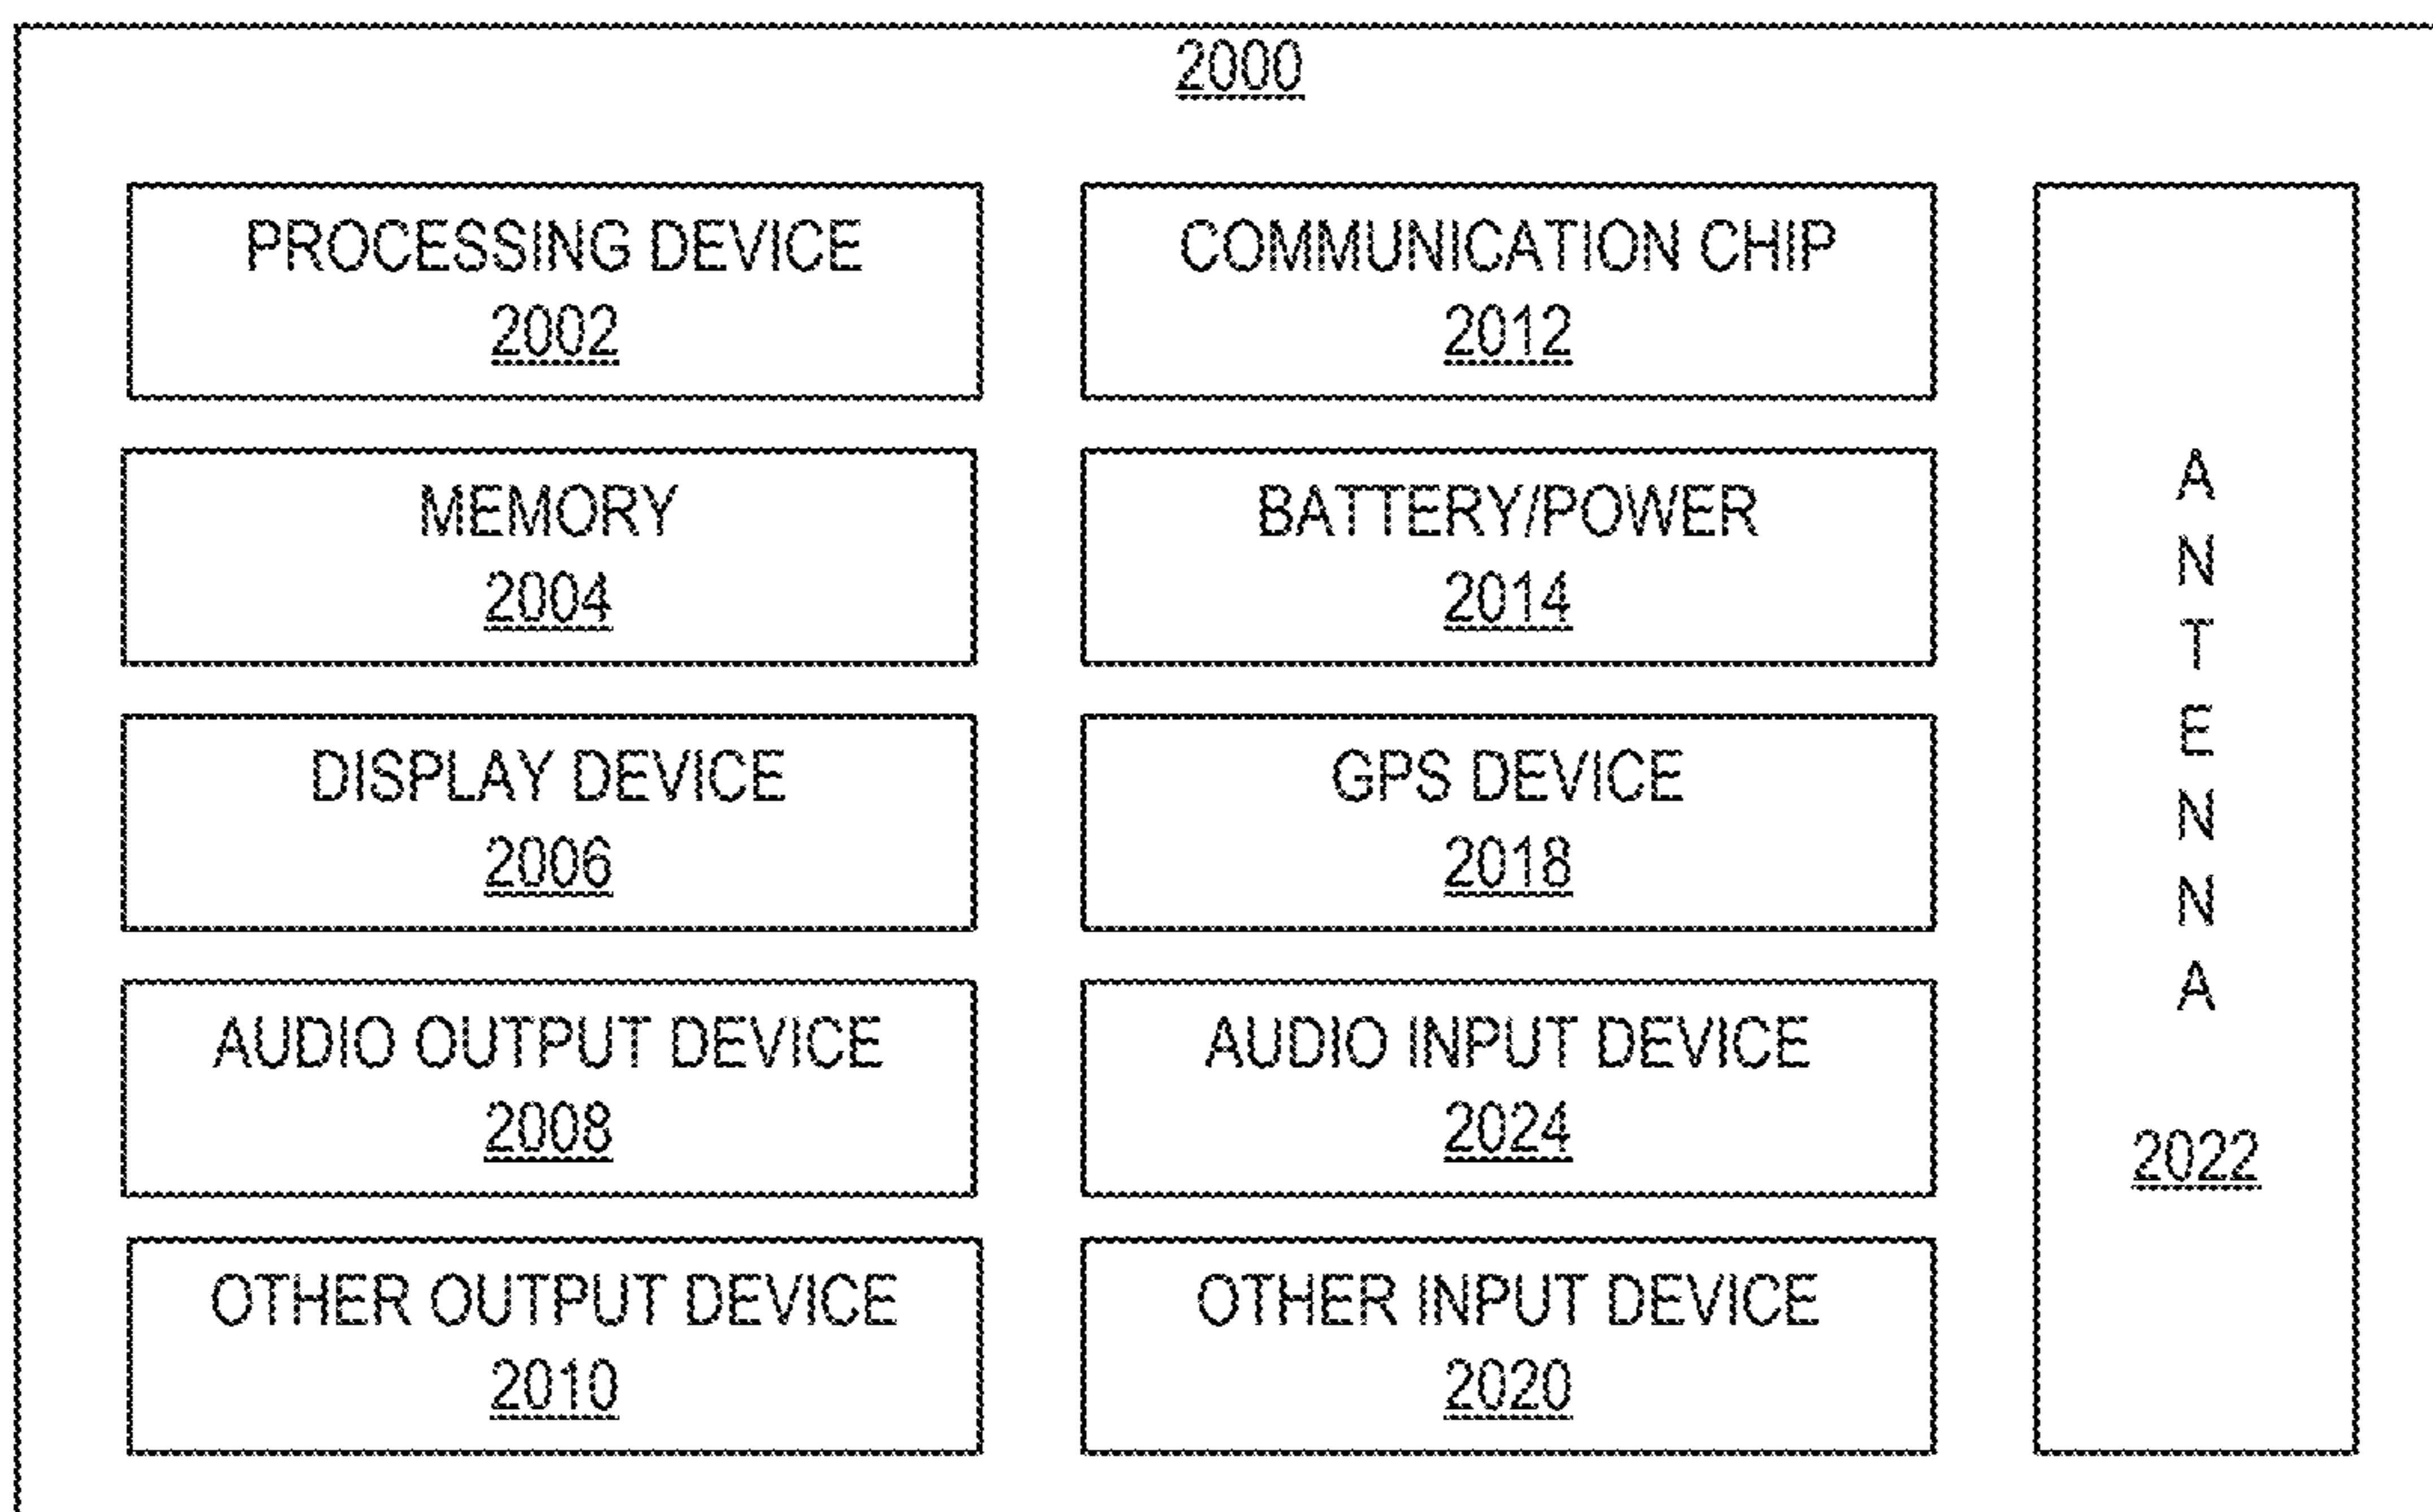 2000
PROCESSING DEVICE
2002
COMMUNICATION CHIP
2012
MEMORY
2004
BATTERY/POWER
2014
DISPLAY DEVICE
2006
GPS DEVICE
2018
AUDIO OUTPUT DEVICE
2008
AUDIO INPUT DEVICE
2024
OTHER OUTPUT DEVICE
2010
OTHER INPUT DEVICE
2020
A
N
T
E
N
N
A
2022